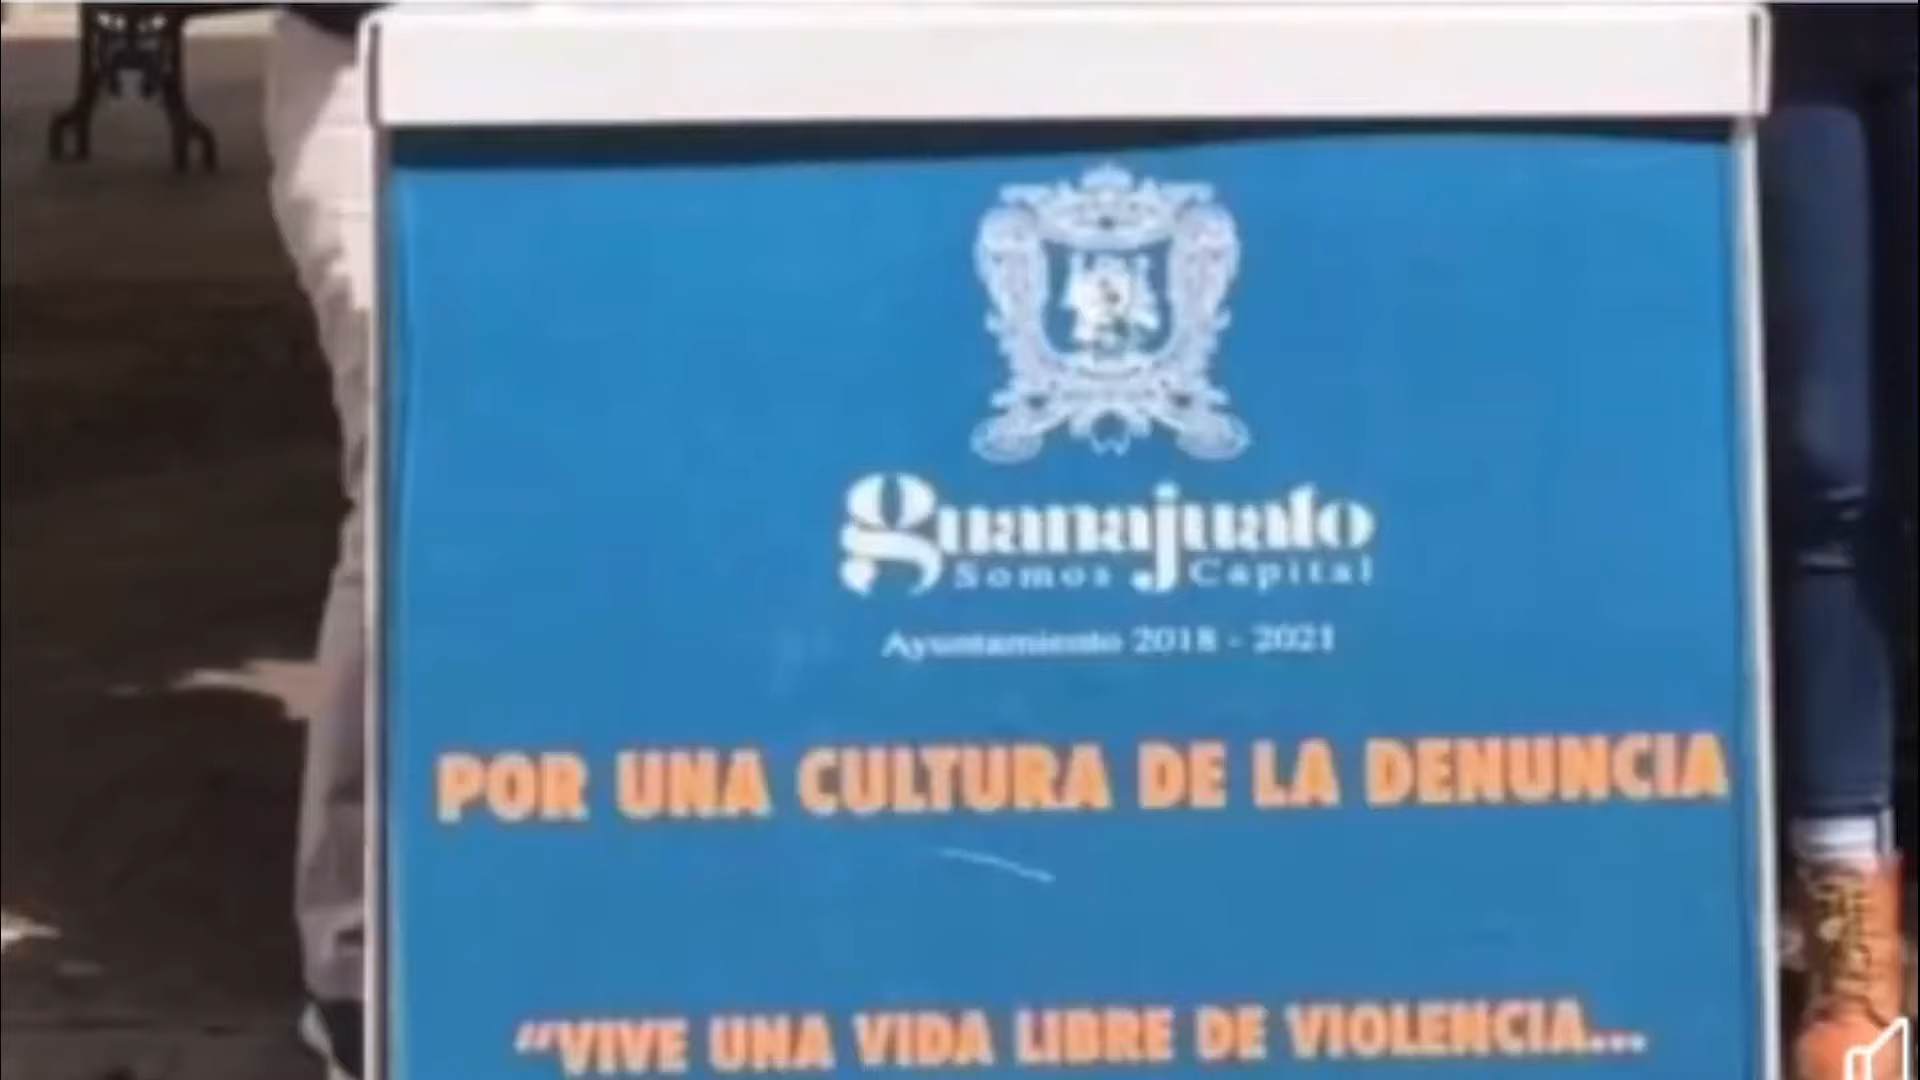 guanajuato
Somos Capital
Ayuntamiento 2018 - 2021
POR UNA CULTURA DE LA DENUNCIA
“VIVE UNA VIDA LIBRE DE VIOLENCIA...